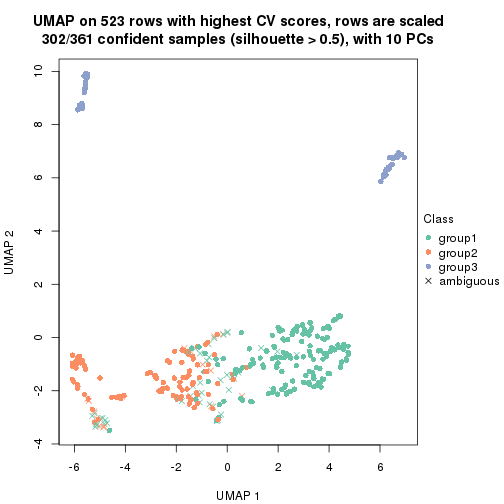 UMAP on 523 rows with highest CV scores, rows are scaled
302/361 confident samples (silhouette > 0.5), with 10 PCs
10
8
6
4
2
0
-2
-4
UMAP 2
-6 -4 -2 0 2 4 6
UMAP 1
Class
group1
group2
group3
ambiguous